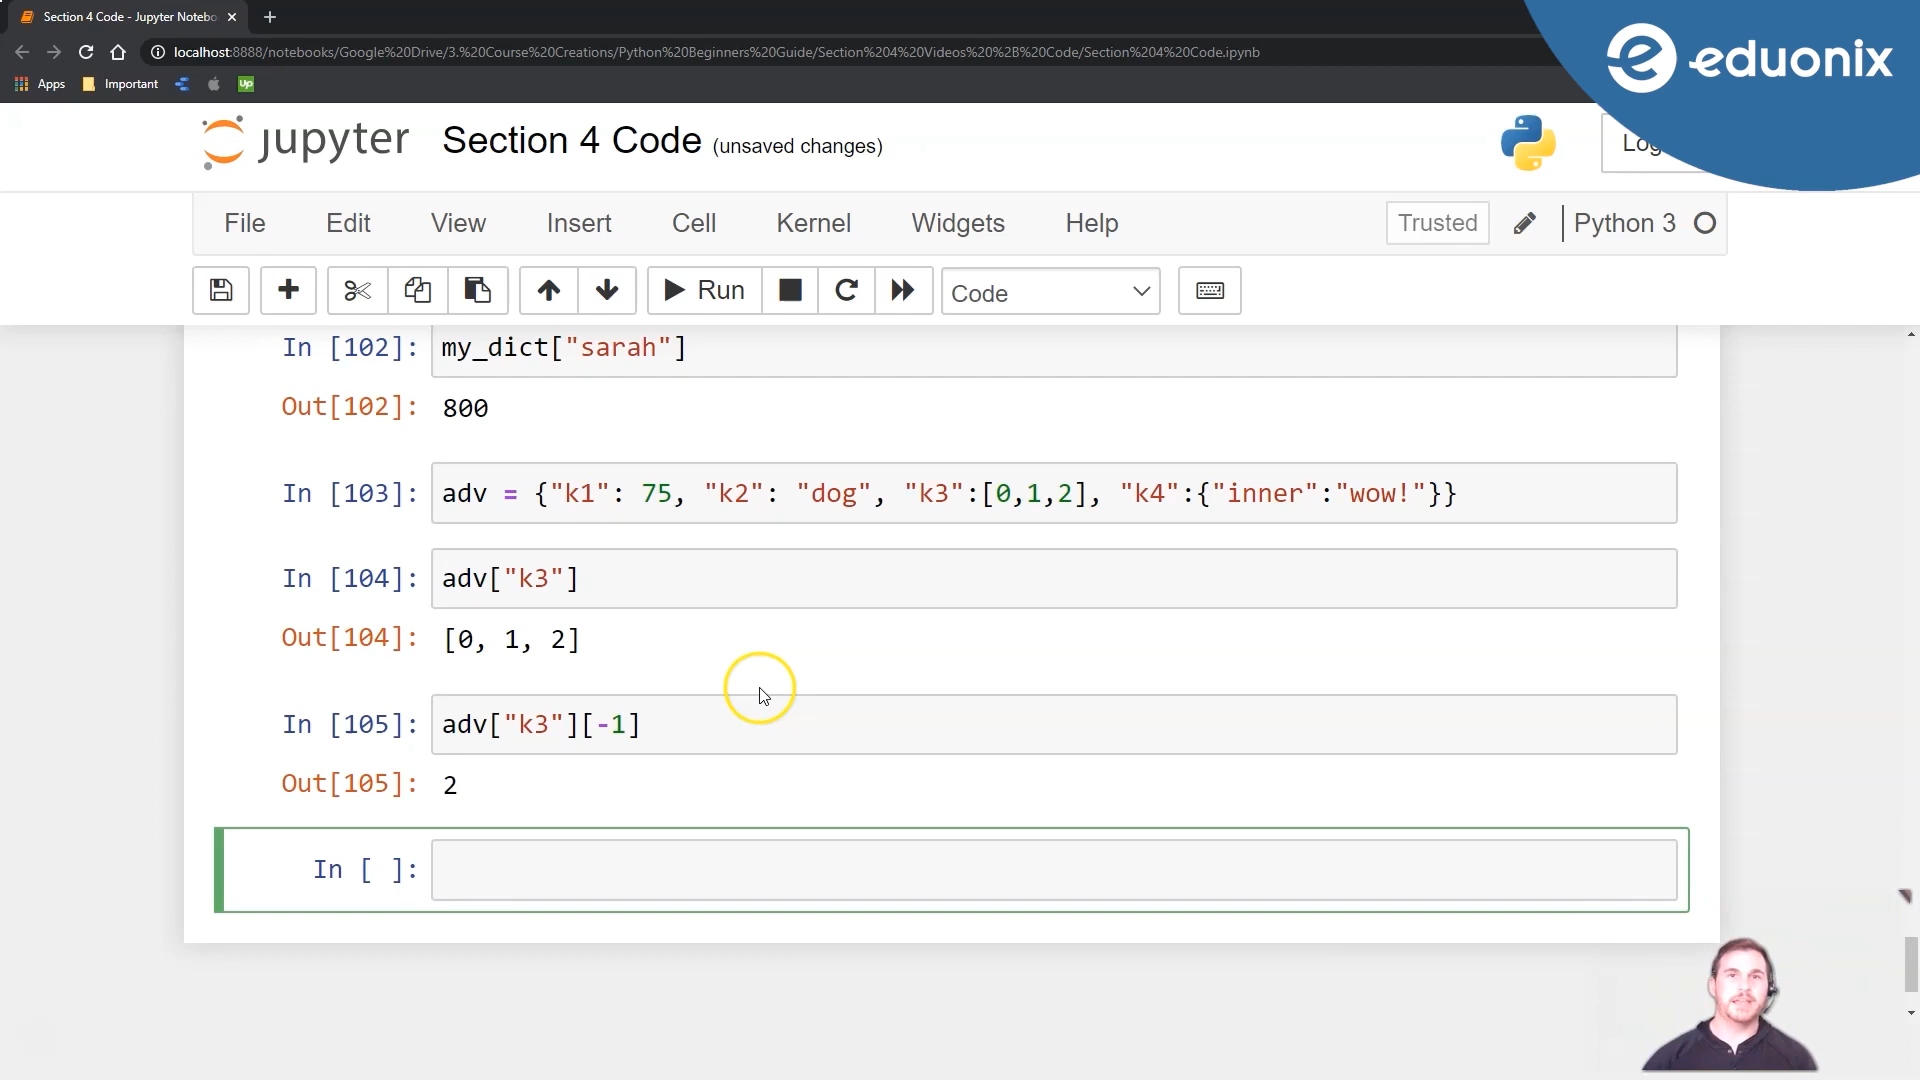 Section 4 Code - Jupyter Notebo
localhost:8888/notebooks/Google%20Drive/3.%20Course%20Creations/Python%20Beginners%20Guide/Section%204%20Videos%20%2B%20Code/Section%204%20Code.ipynb
Apps Important Up
eduonix
jupyter Section 4 Code (unsaved changes)
File Edit View Insert Cell Kernel Widgets Help Trusted Python 3
Run Code
In [102]: my_dict["sarah"]
Out[102]: 800
In [103]: adv = {"k1": 75, "k2": "dog", "k3":[0,1,2], "k4":{"inner":"wow!"}}
In [104]: adv["k3"]
Out[104]: [0, 1, 2]
In [105]: adv["k3"][-1]
Out[105]: 2
In [ ]: